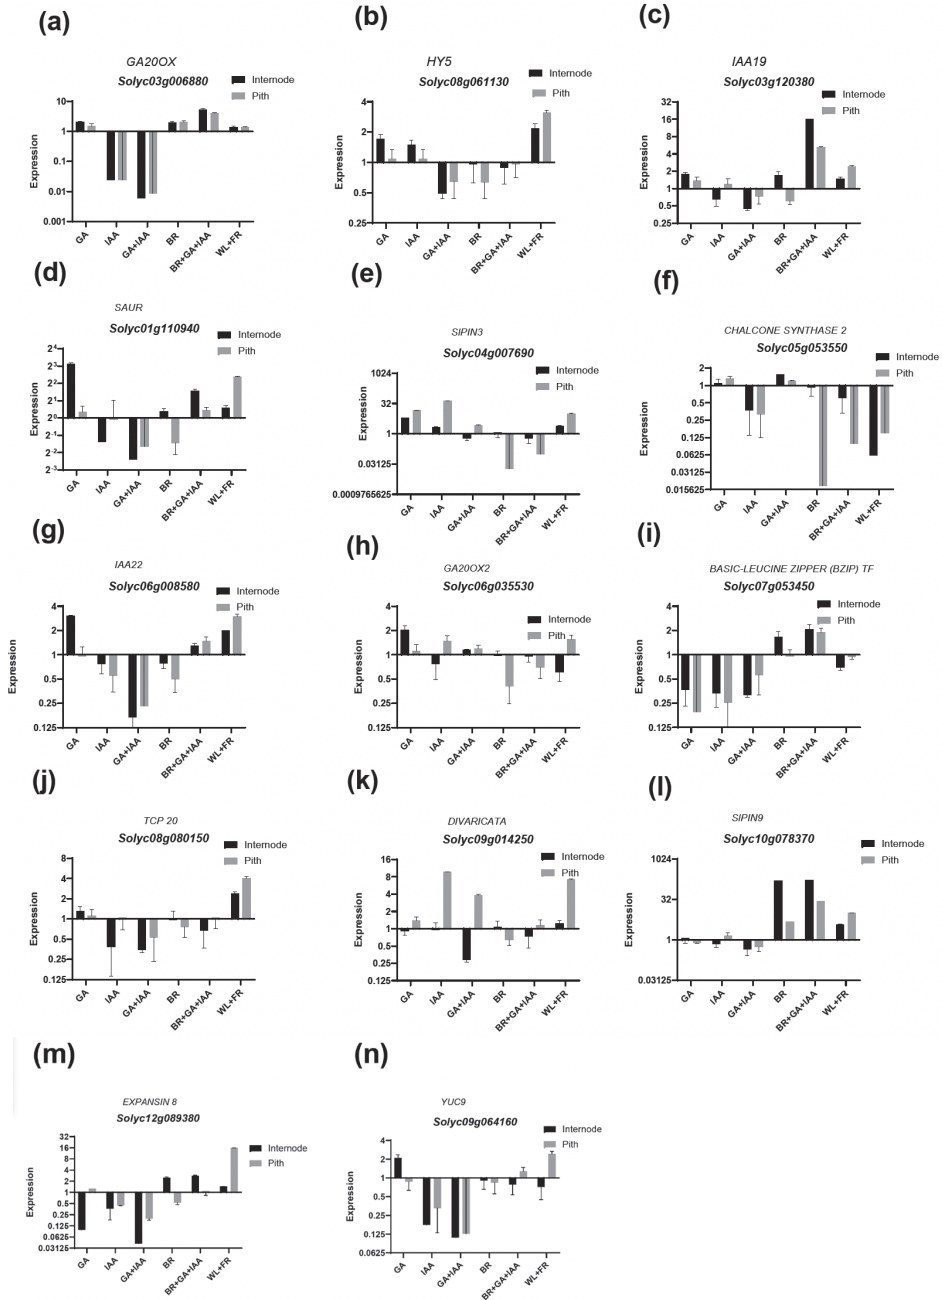 (a)
GA20OX
Solyc03g006880
Internode
Pith
Expression
10
1
0.1
0.01
0.001
GA
IAA
GA+IAA
BR
BR+GA+IAA
WL+FR
(b)
HY5
Solyc08g061130
Internode
Pith
Expression
4
2
1
0.5
0.25
GA
IAA
GA+IAA
BR
BR+GA+IAA
WL+FR
(c)
IAA19
Solyc03g120380
Internode
Pith
Expression
32
16
8
4
2
1
0.5
0.25
GA
IAA
GA+IAA
BR
BR+GA+IAA
WL+FR
(d)
SAUR
Solyc01g110940
Internode
Pith
Expression
2⁴
2³
2²
2¹
2⁰
2⁻¹
2⁻²
2⁻³
GA
IAA
GA+IAA
BR
BR+GA+IAA
WL+FR
(e)
SlPIN3
Solyc04g007690
Internode
Pith
Expression
1024
32
1
0.03125
0.0009765625
GA
IAA
GA+IAA
BR
BR+GA+IAA
WL+FR
(f)
CHALCONE SYNTHASE 2
Solyc05g053550
Internode
Pith
Expression
2
1
0.5
0.25
0.125
0.0625
0.03125
0.015625
GA
IAA
GA+IAA
BR
BR+GA+IAA
WL+FR
(g)
IAA22
Solyc06g008580
Internode
Pith
Expression
4
2
1
0.5
0.25
0.125
GA
IAA
GA+IAA
BR
BR+GA+IAA
WL+FR
(h)
GA20OX2
Solyc06g035530
Internode
Pith
Expression
4
2
1
0.5
0.25
0.125
GA
IAA
GA+IAA
BR
BR+GA+IAA
WL+FR
(i)
BASIC-LEUCINE ZIPPER (BZIP) TF
Solyc07g053450
Internode
Pith
Expression
4
2
1
0.5
0.25
0.125
GA
IAA
GA+IAA
BR
BR+GA+IAA
WL+FR
(j)
TCP 20
Solyc08g080150
Internode
Pith
Expression
8
4
2
1
0.5
0.25
0.125
GA
IAA
GA+IAA
BR
BR+GA+IAA
WL+FR
(k)
DIVARICATA
Solyc09g014250
Internode
Pith
Expression
16
8
4
2
1
0.5
0.25
0.125
GA
IAA
GA+IAA
BR
BR+GA+IAA
WL+FR
(l)
SlPIN9
Solyc10g078370
Internode
Pith
Expression
1024
32
1
0.03125
GA
IAA
GA+IAA
BR
BR+GA+IAA
WL+FR
(m)
EXPANSIN 8
Solyc12g089380
Internode
Pith
Expression
32
16
8
4
2
1
0.5
0.25
0.125
0.0625
0.03125
GA
IAA
GA+IAA
BR
BR+GA+IAA
WL+FR
(n)
YUC9
Solyc09g064160
Internode
Pith
Expression
4
2
1
0.5
0.25
0.125
0.0625
GA
IAA
GA+IAA
BR
BR+GA+IAA
WL+FR